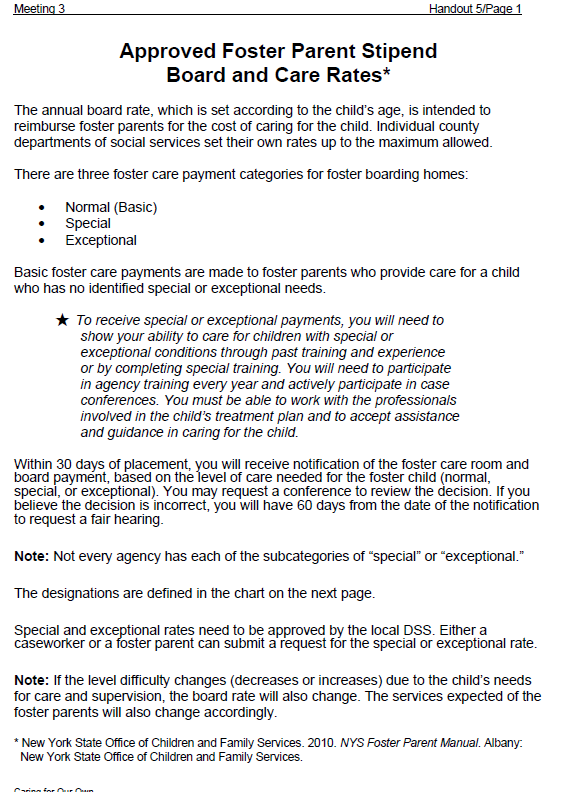 Meeting 3 Handout 5/Page 1
Approved Foster Parent Stipend
Board and Care Rates*
The annual board rate, which is set according to the child's age, is intended to
reimburse foster parents for the cost of caring for the child. Individual county
departments of social services set their own rates up to the maximum allowed.
There are three foster care payment categories for foster boarding homes:
• Normal (Basic)
• Special
• Exceptional
Basic foster care payments are made to foster parents who provide care for a child
who has no identified special or exceptional needs.
★ To receive special or exceptional payments, you will need to
show your ability to care for children with special or
exceptional conditions through past training and experience
or by completing special training. You will need to participate
in agency training every year and actively participate in case
conferences. You must be able to work with the professionals
involved in the child's treatment plan and to accept assistance
and guidance in caring for the child.
Within 30 days of placement, you will receive notification of the foster care room and
board payment, based on the level of care needed for the foster child (normal,
special, or exceptional). You may request a conference to review the decision. If you
believe the decision is incorrect, you will have 60 days from the date of the notification
to request a fair hearing.
Note: Not every agency has each of the subcategories of “special” or “exceptional.”
The designations are defined in the chart on the next page.
Special and exceptional rates need to be approved by the local DSS. Either a
caseworker or a foster parent can submit a request for the special or exceptional rate.
Note: If the level difficulty changes (decreases or increases) due to the child's needs
for care and supervision, the board rate will also change. The services expected of the
foster parents will also change accordingly.
* New York State Office of Children and Family Services. 2010. NYS Foster Parent Manual. Albany:
New York State Office of Children and Family Services.
Caring for Our Own